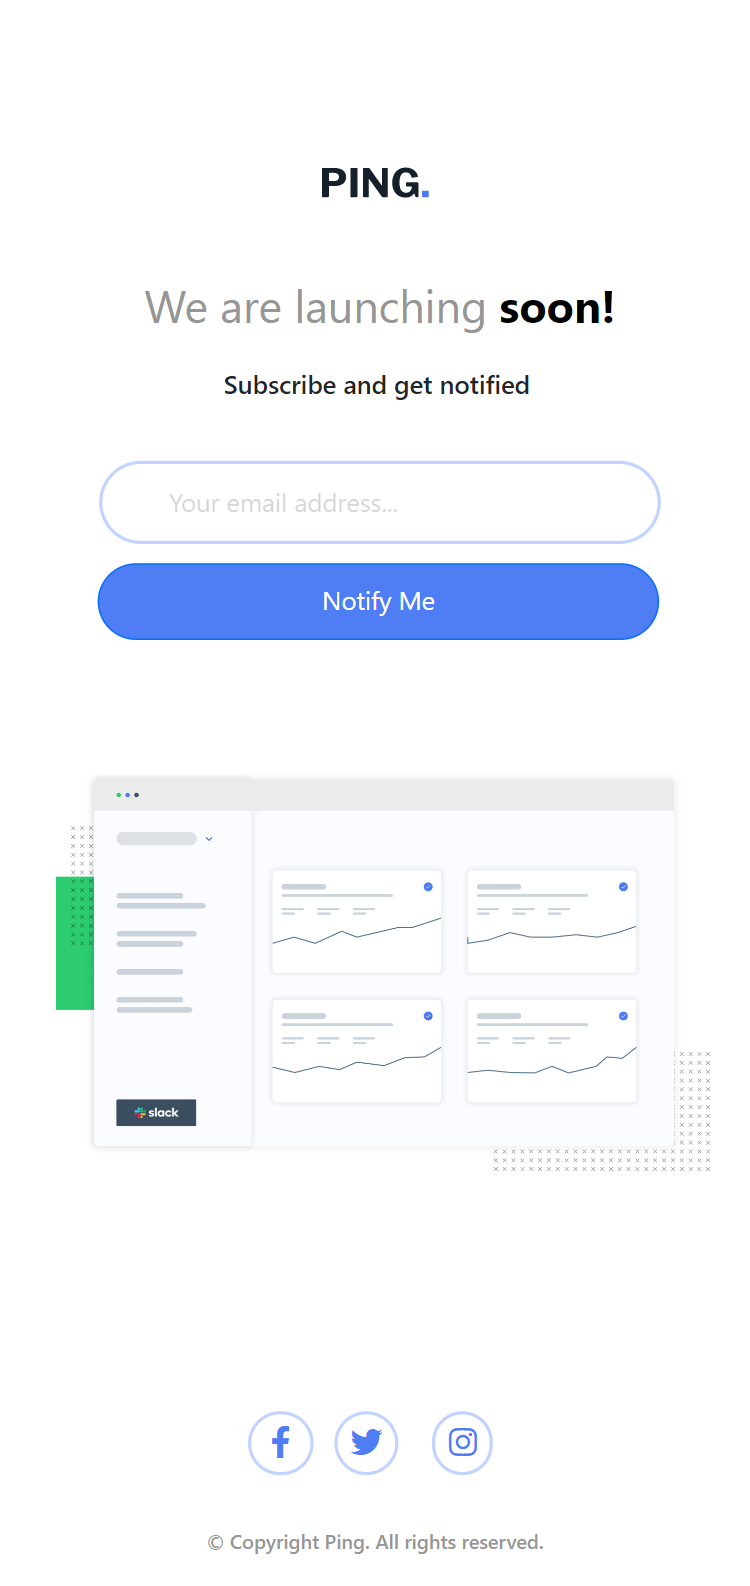 PING.
We are launching soon!
Subscribe and get notified
Your email address...
Notify Me
slack
© Copyright Ping. All rights reserved.